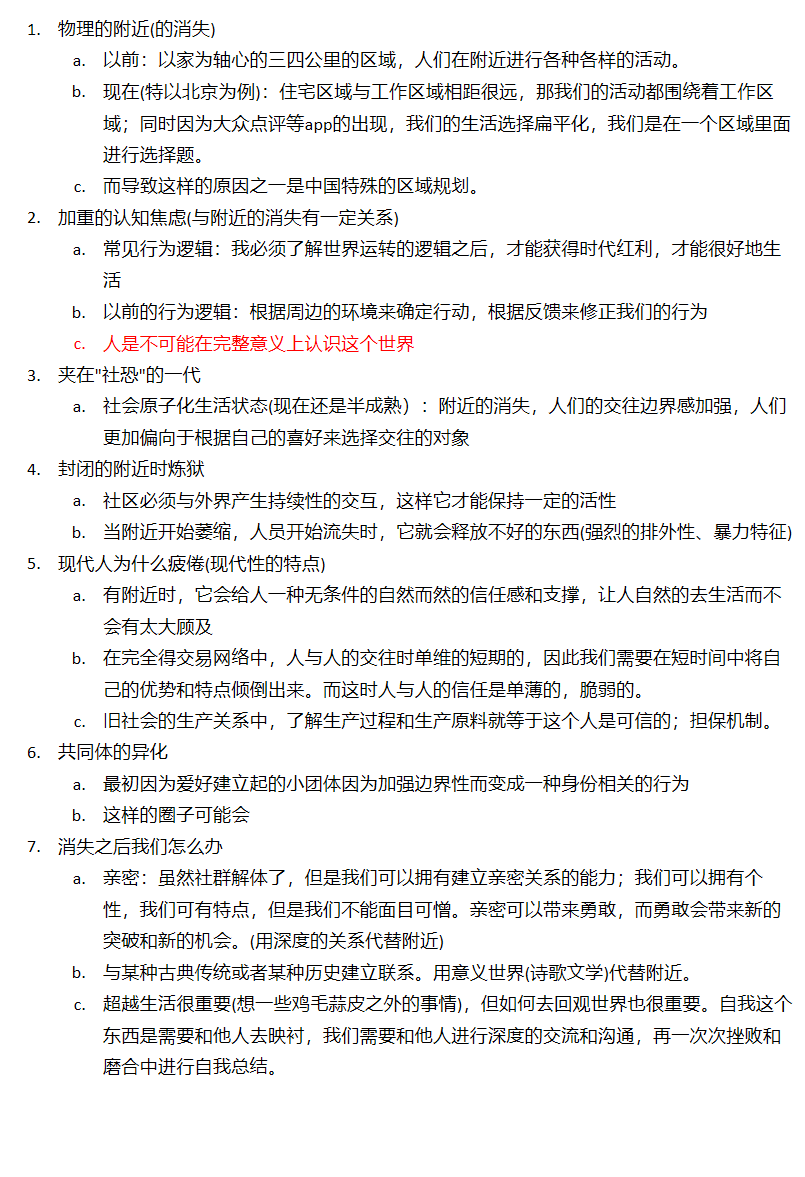 1. 物理的附近(的消失)
a. 以前：以家为轴心的三四公里的区域，人们在附近进行各种各样的活动。
b. 现在(特以北京为例)：住宅区域与工作区域相距很远，那我们的活动都围绕着工作区
域；同时因为大众点评等app的出现，我们的生活选择扁平化，我们是在一个区域里面
进行选择题。
c. 而导致这样的原因之一是中国特殊的区域规划。
2. 加重的认知焦虑(与附近的消失有一定关系)
a. 常见行为逻辑：我必须了解世界运转的逻辑之后，才能获得时代红利，才能很好地生
活
b. 以前的行为逻辑：根据周边的环境来确定行动，根据反馈来修正我们的行为
c. 人是不可能在完整意义上认识这个世界
3. 夹在"社恐"的一代
a. 社会原子化生活状态(现在还是半成熟）：附近的消失，人们的交往边界感加强，人们
更加偏向于根据自己的喜好来选择交往的对象
4. 封闭的附近时炼狱
a. 社区必须与外界产生持续性的交互，这样它才能保持一定的活性
b. 当附近开始萎缩，人员开始流失时，它就会释放不好的东西(强烈的排外性、暴力特征)
5. 现代人为什么疲倦(现代性的特点)
a. 有附近时，它会给人一种无条件的自然而然的信任感和支撑，让人自然的去生活而不
会有太大顾及
b. 在完全得交易网络中，人与人的交往时单维的短期的，因此我们需要在短时间中将自
己的优势和特点倾倒出来。而这时人与人的信任是单薄的，脆弱的。
c. 旧社会的生产关系中，了解生产过程和生产原料就等于这个人是可信的；担保机制。
6. 共同体的异化
a. 最初因为爱好建立起的小团体因为加强边界性而变成一种身份相关的行为
b. 这样的圈子可能会
7. 消失之后我们怎么办
a. 亲密：虽然社群解体了，但是我们可以拥有建立亲密关系的能力；我们可以拥有个
性，我们可有特点，但是我们不能面目可憎。亲密可以带来勇敢，而勇敢会带来新的
突破和新的机会。(用深度的关系代替附近)
b. 与某种古典传统或者某种历史建立联系。用意义世界(诗歌文学)代替附近。
c. 超越生活很重要(想一些鸡毛蒜皮之外的事情)，但如何去回观世界也很重要。自我这个
东西是需要和他人去映衬，我们需要和他人进行深度的交流和沟通，再一次次挫败和
磨合中进行自我总结。